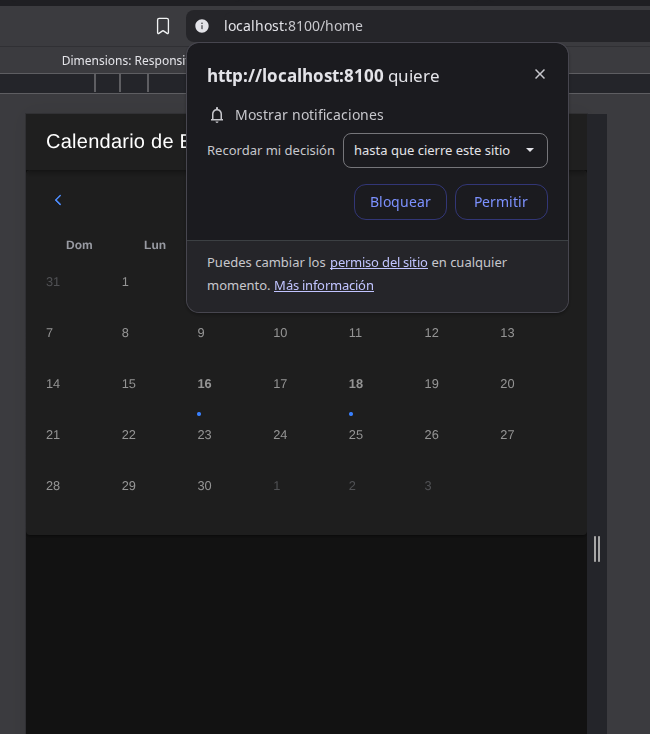 localhost:8100/home
Dimensions: Responsi
http://localhost:8100 quiere
Mostrar notificaciones
Recordar mi decisión hasta que cierre este sitio
Bloquear Permitir
Puedes cambiar los permiso del sitio en cualquier
momento. Más información
Calendario de E
Dom Lun
31 1
7 8 9 10 11 12 13
14 15 16 17 18 19 20
21 22 23 24 25 26 27
28 29 30 1 2 3